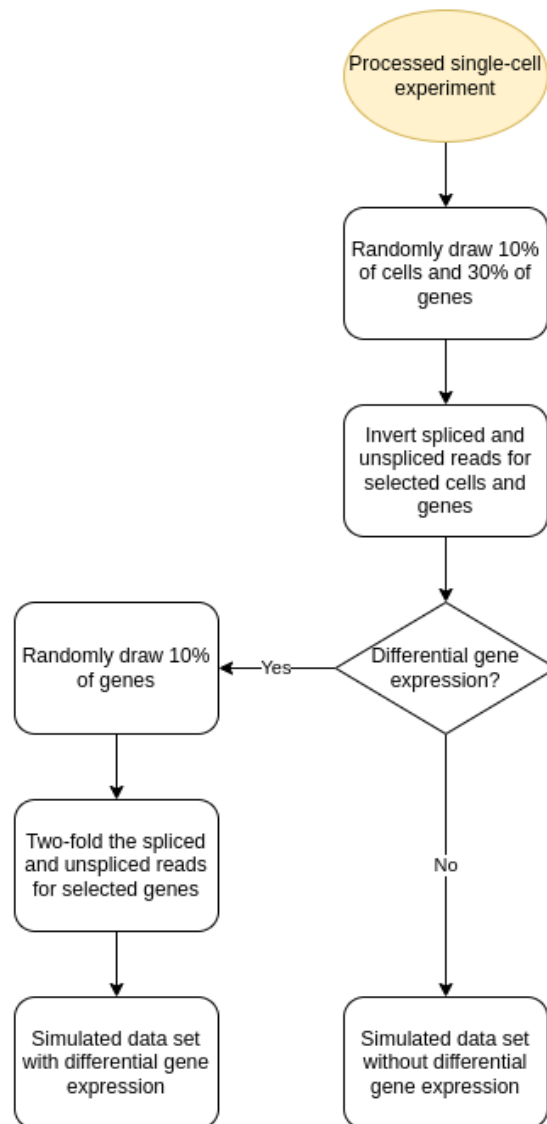 Processed single-cell
experiment
Randomly draw 10%
of cells and 30% of
genes
Invert spliced and
unspliced reads for
selected cells and
genes
Differential gene
expression?
Yes
Randomly draw 10%
of genes
Two-fold the spliced
and unspliced reads
for selected genes
Simulated data set
with differential gene
expression
No
Simulated data set
without differential
gene expression